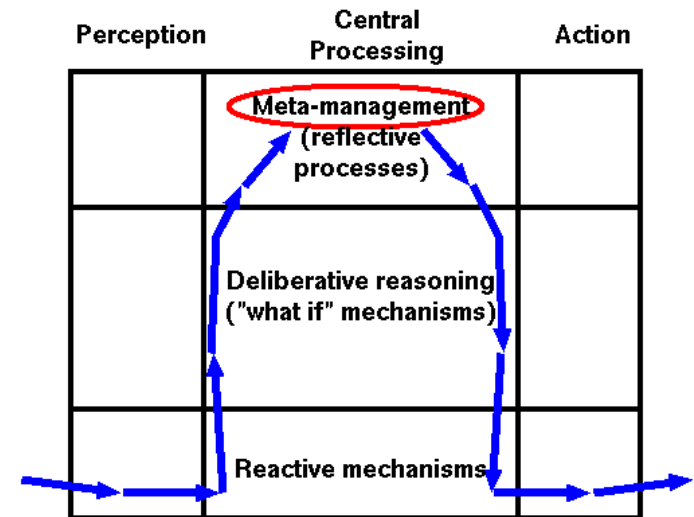 Perception
Central
Processing
Action
Meta-management
(reflective
processes)
Deliberative reasoning
("what if" mechanisms)
Reactive mechanisms